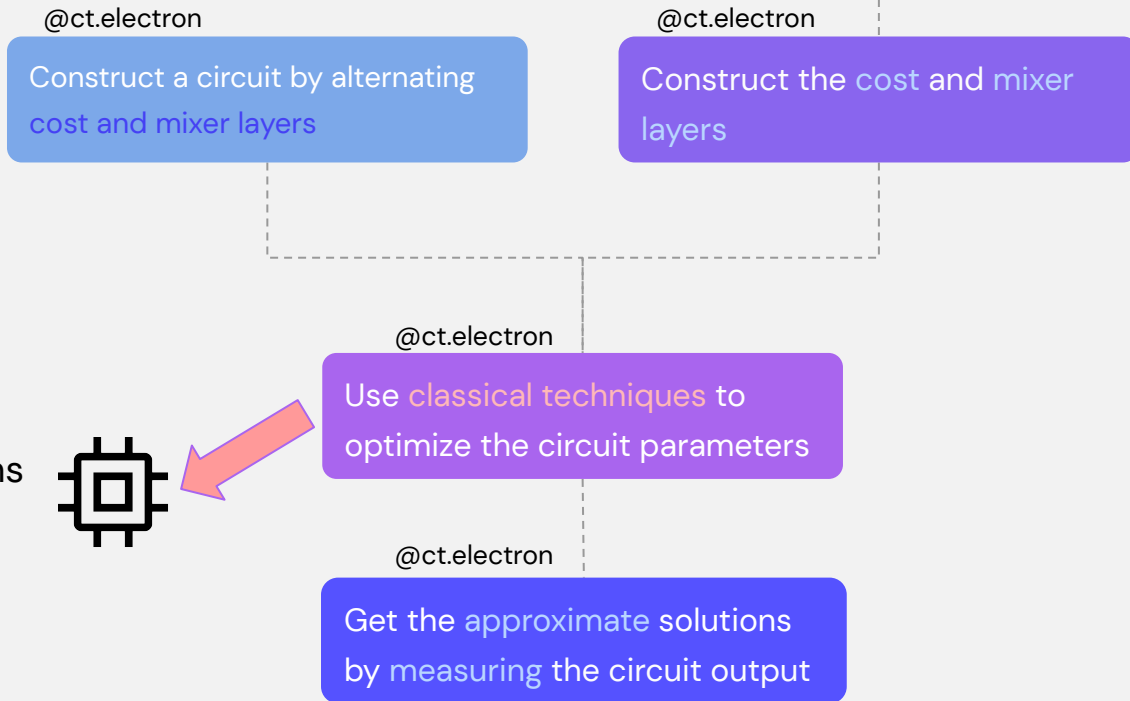 @ct.electron
Construct a circuit by alternating
cost and mixer layers
@ct.electron
Construct the cost and mixer
layers
@ct.electron
Use classical techniques to
optimize the circuit parameters
@ct.electron
Get the approximate solutions
by measuring the circuit output